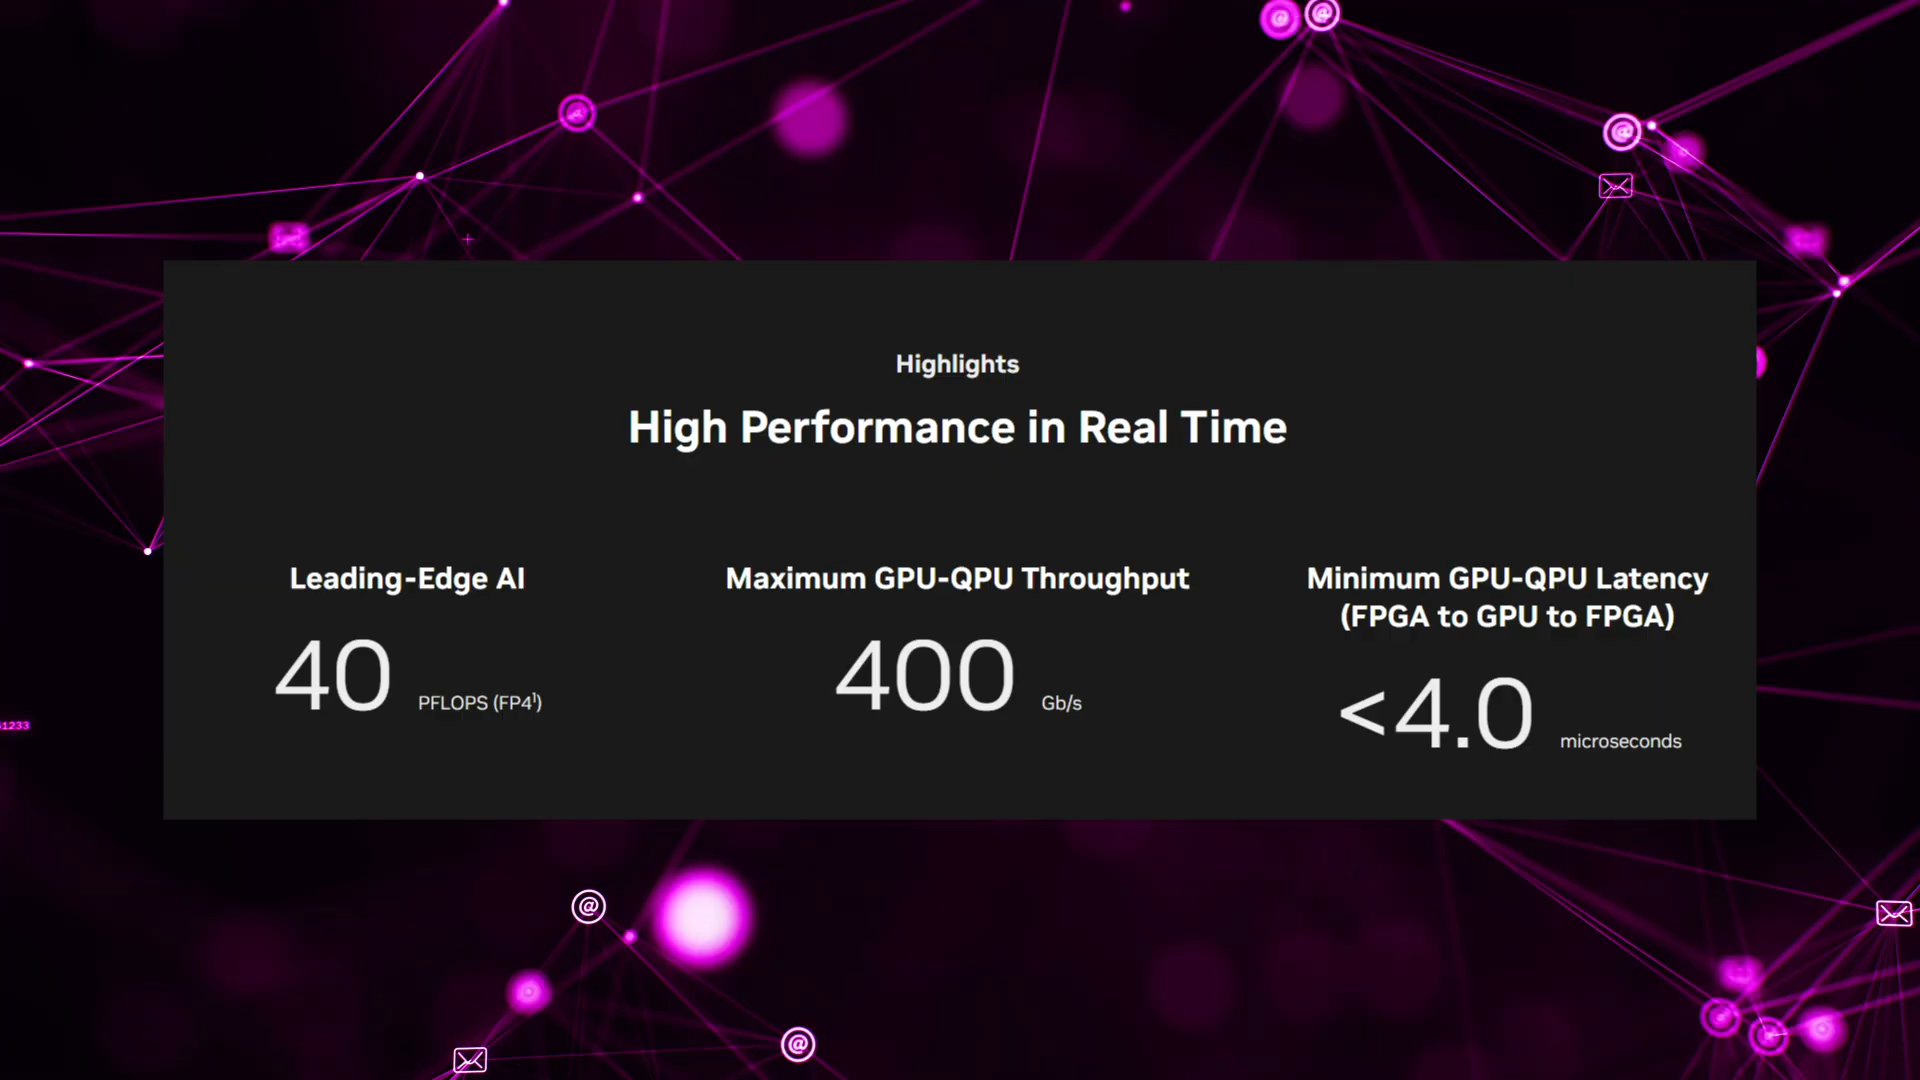 Highlights
High Performance in Real Time
Leading-Edge AI
40 PFLOPS (FP4¹)
Maximum GPU-QPU Throughput
400 Gb/s
Minimum GPU-QPU Latency
(FPGA to GPU to FPGA)
<4.0 microseconds
1233
@
@
@
@
@